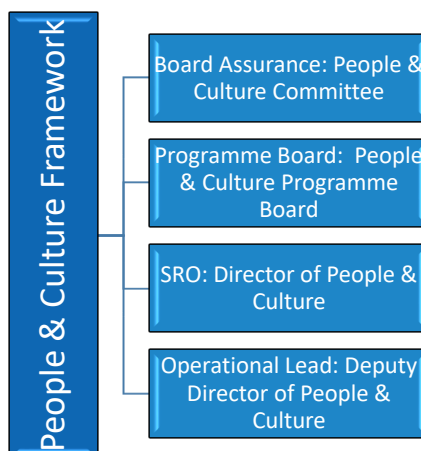 People & Culture Framework
Board Assurance: People &
Culture Committee
Programme Board:  People
& Culture Programme
Board
SRO: Director of People &
Culture
Operational Lead: Deputy
Director of People &
Culture